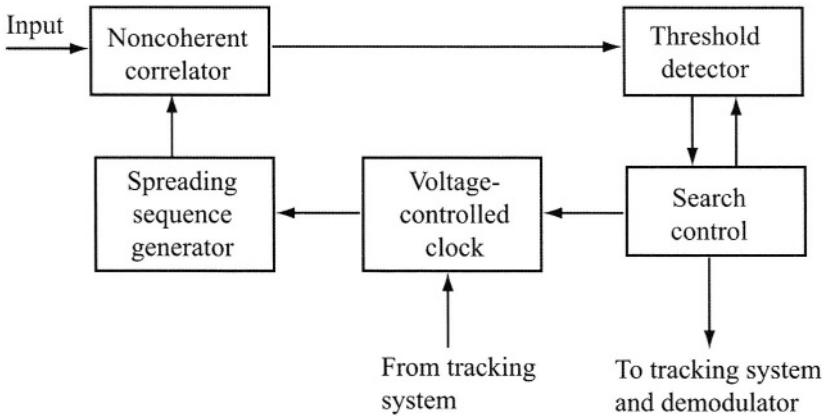 Input
Noncoherent
correlator
Threshold
detector
Spreading
sequence
generator
Voltage-
controlled
clock
Search
control
From tracking
system
To tracking system
and demodulator